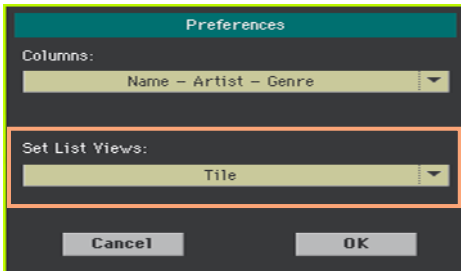 Preferences
Columns:
Name - Artist - Genre
Set List Views:
Tile
Cancel OK